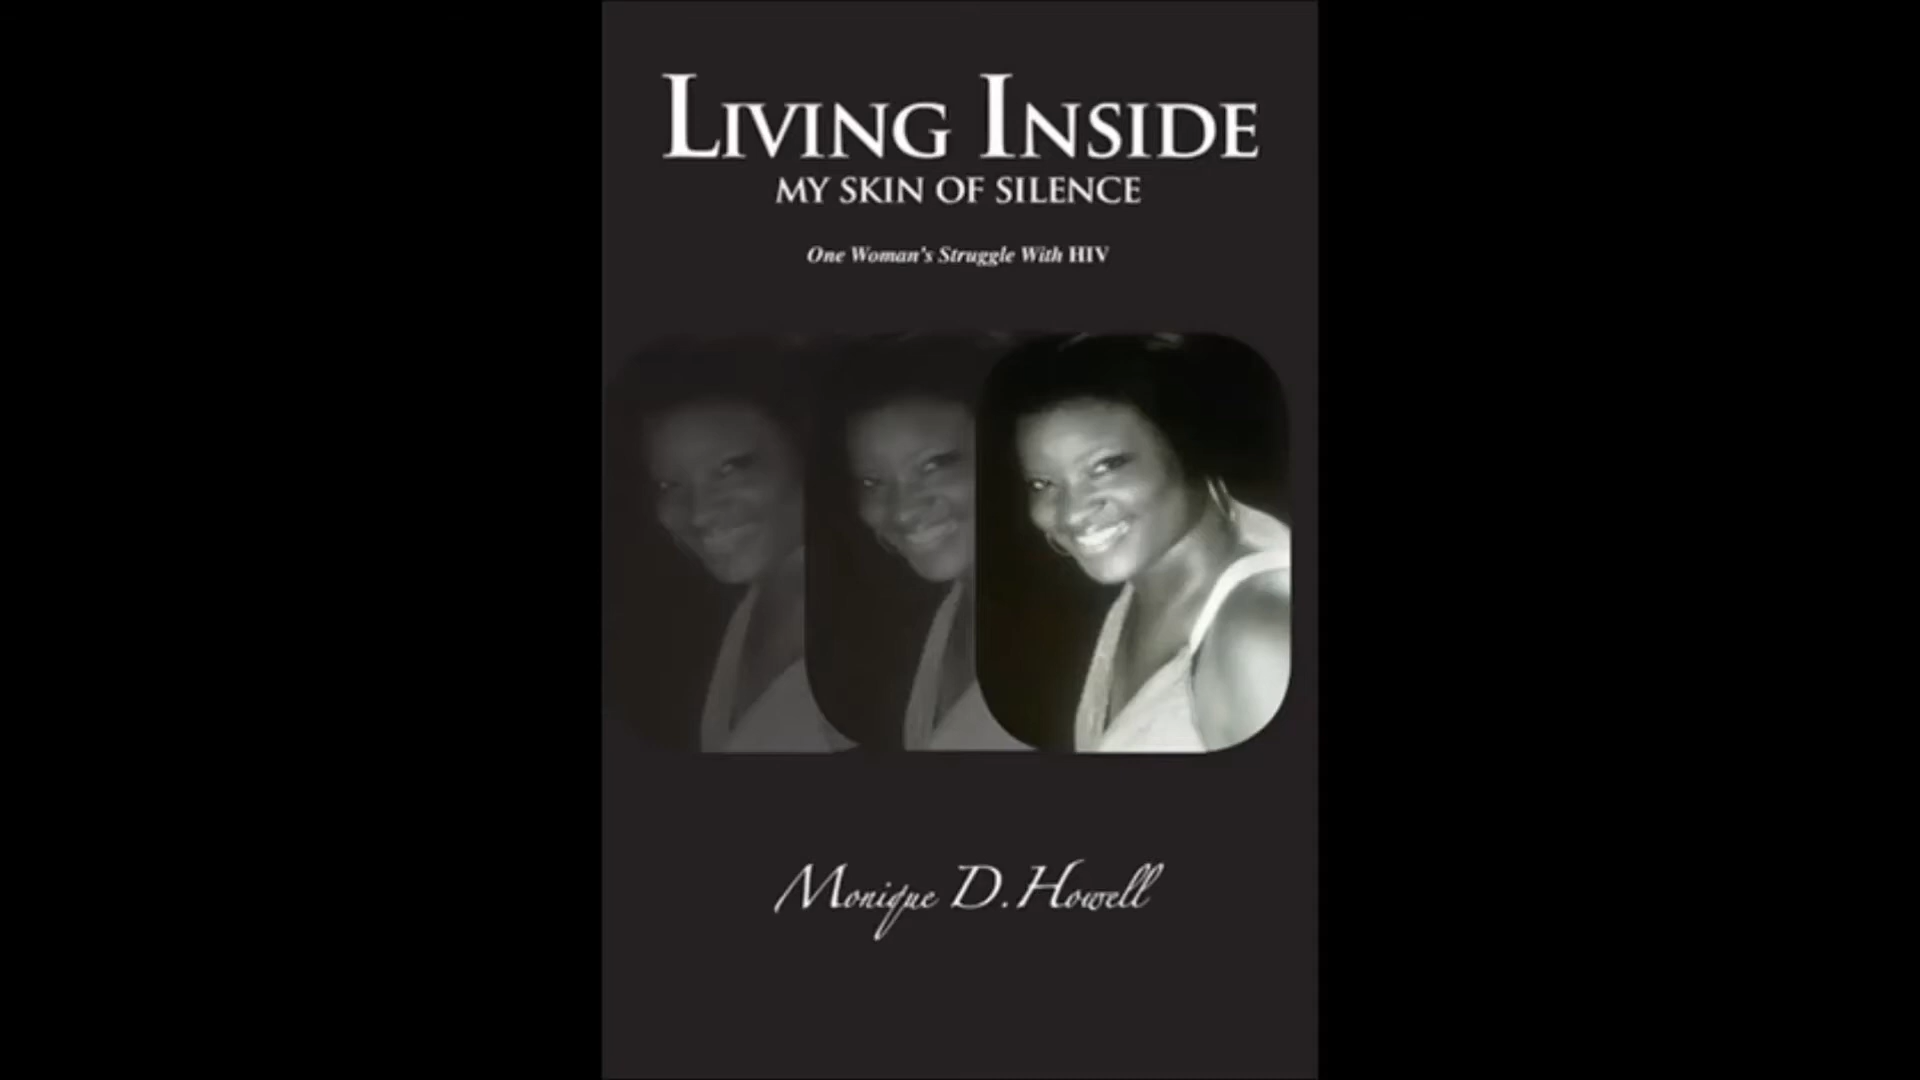 LIVING INSIDE
MY SKIN OF SILENCE
One Woman's Struggle With HIV
Monique D. Howell